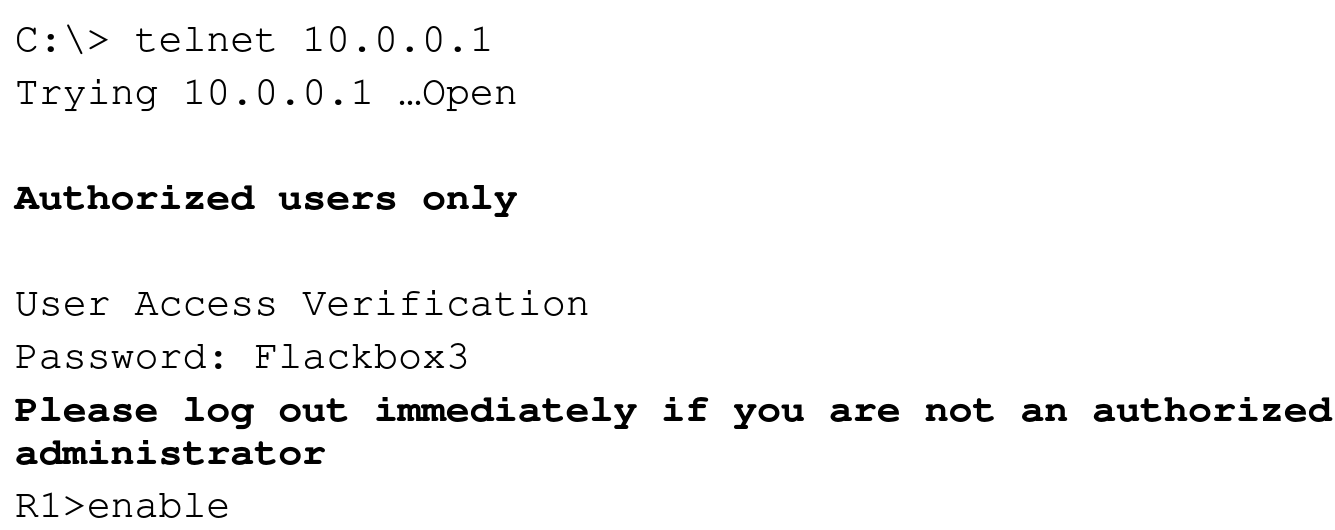 C:\> telnet 10.0.0.1
Trying 10.0.0.1 …Open
Authorized users only
User Access Verification
Password: Flackbox3
Please log out immediately if you are not an authorized
administrator
R1>enable